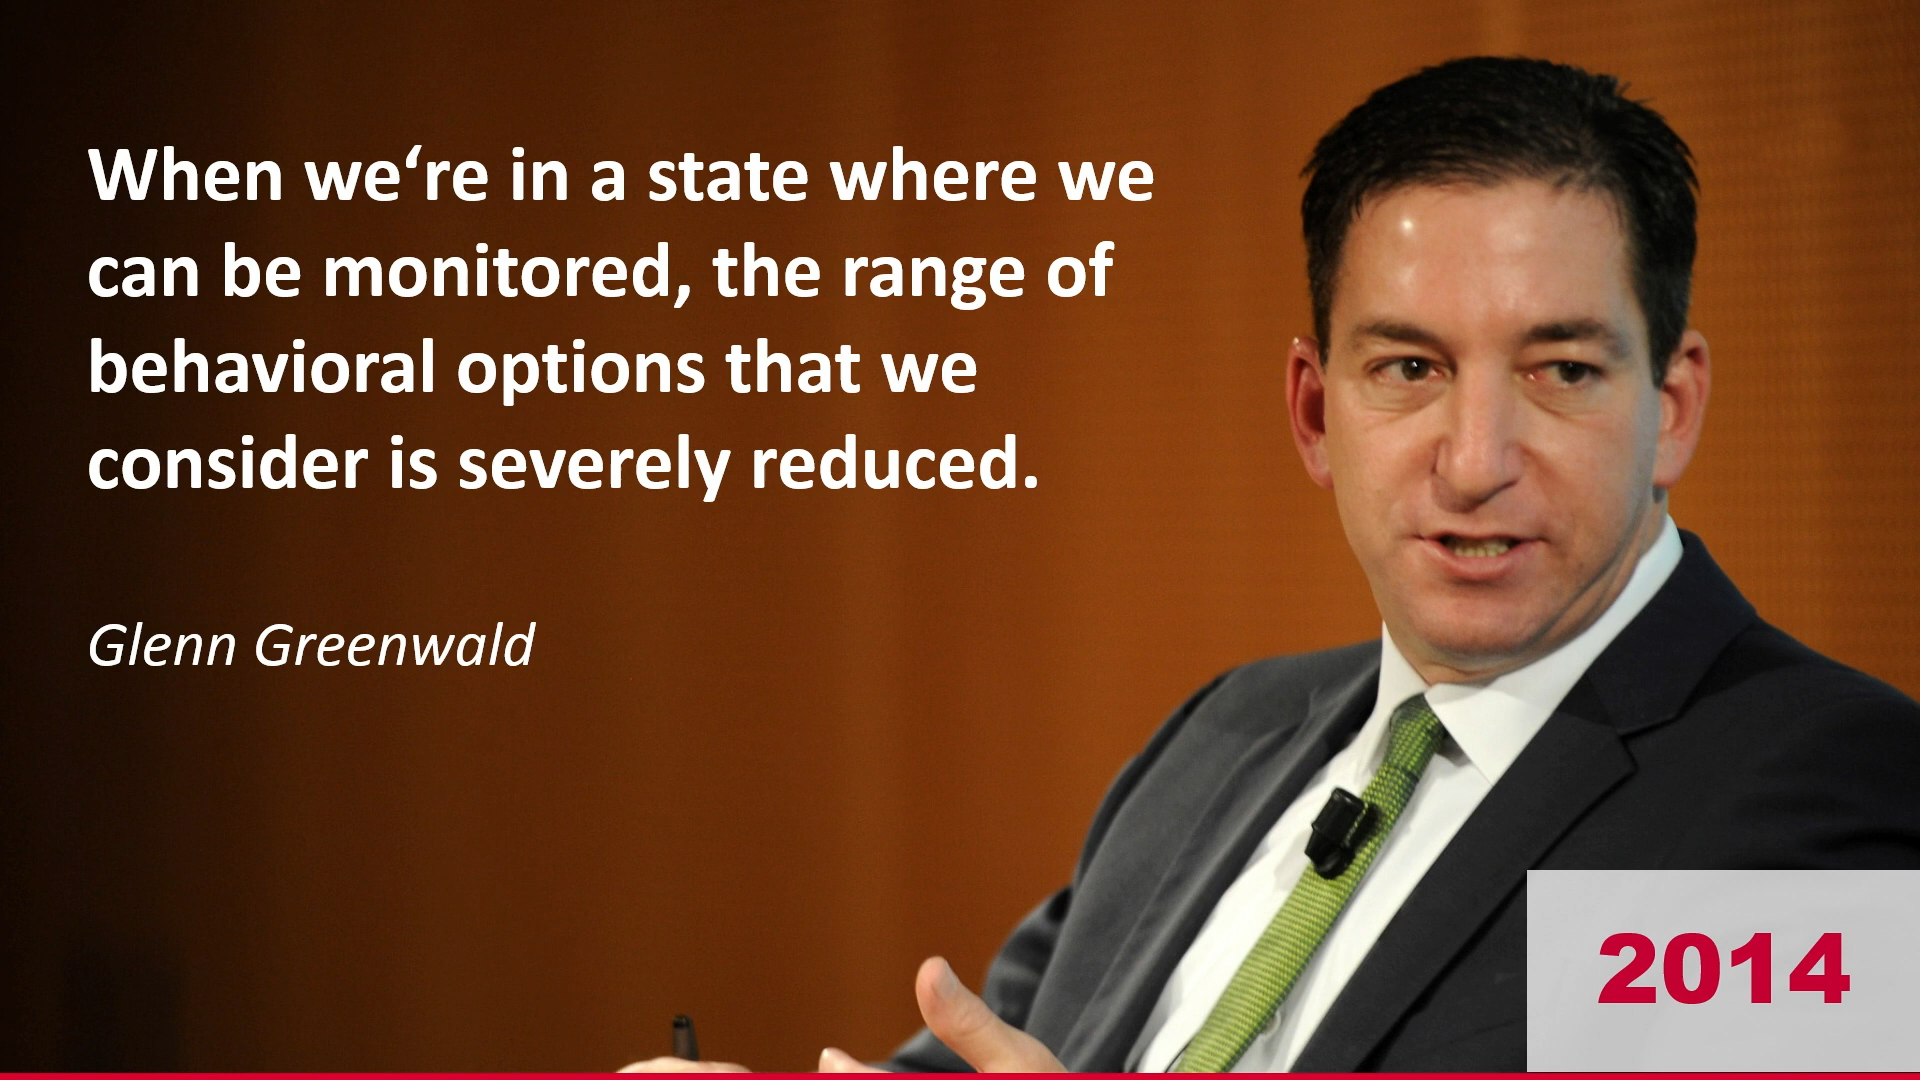 When we‘re in a state where we
can be monitored, the range of
behavioral options that we
consider is severely reduced.
Glenn Greenwald
2014